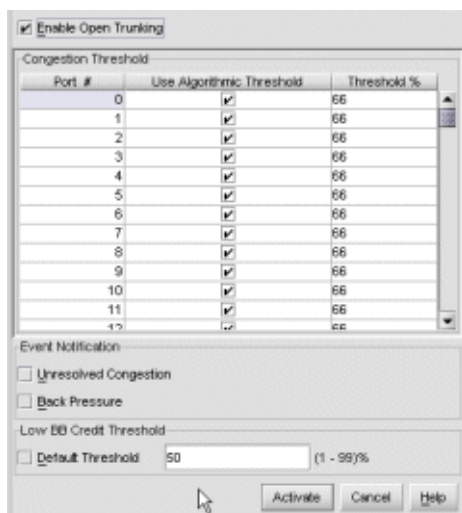 Enable Open Trunking
Congestion Threshold
Port # Use Algorithmic Threshold Threshold %
0 66
1 66
2 66
3 66
4 66
5 66
6 66
7 66
8 66
9 66
10 66
11 66
12 66
Event Notification
Unresolved Congestion
Back Pressure
Low BB Credit Threshold
Default Threshold 50 (1 - 99)%
Activate Cancel Help